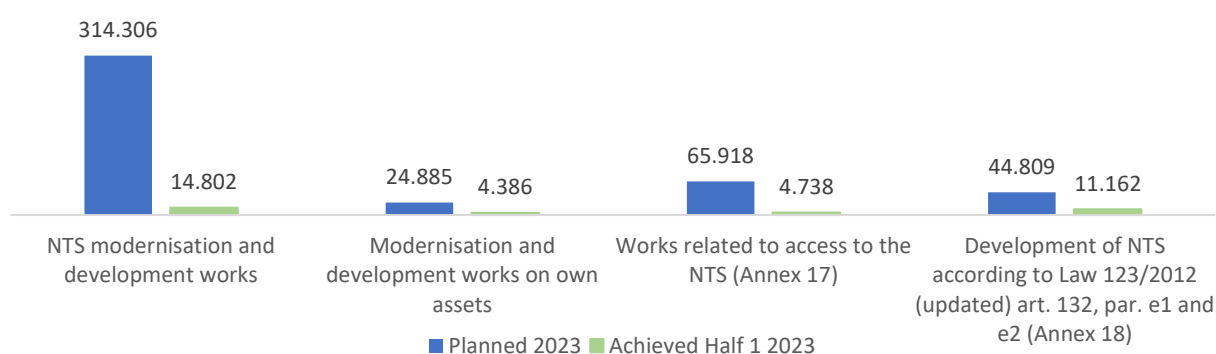 314.306
14.802
24.885
4.386
65.918
4.738
44.809
11.162
NTS modernisation and
development works
Modernisation and
development works on own
assets
Works related to access to the
NTS (Annex 17)
Development of NTS
according to Law 123/2012
(updated) art. 132, par. e1 and
e2 (Annex 18)
Planned 2023
Achieved Half 1 2023